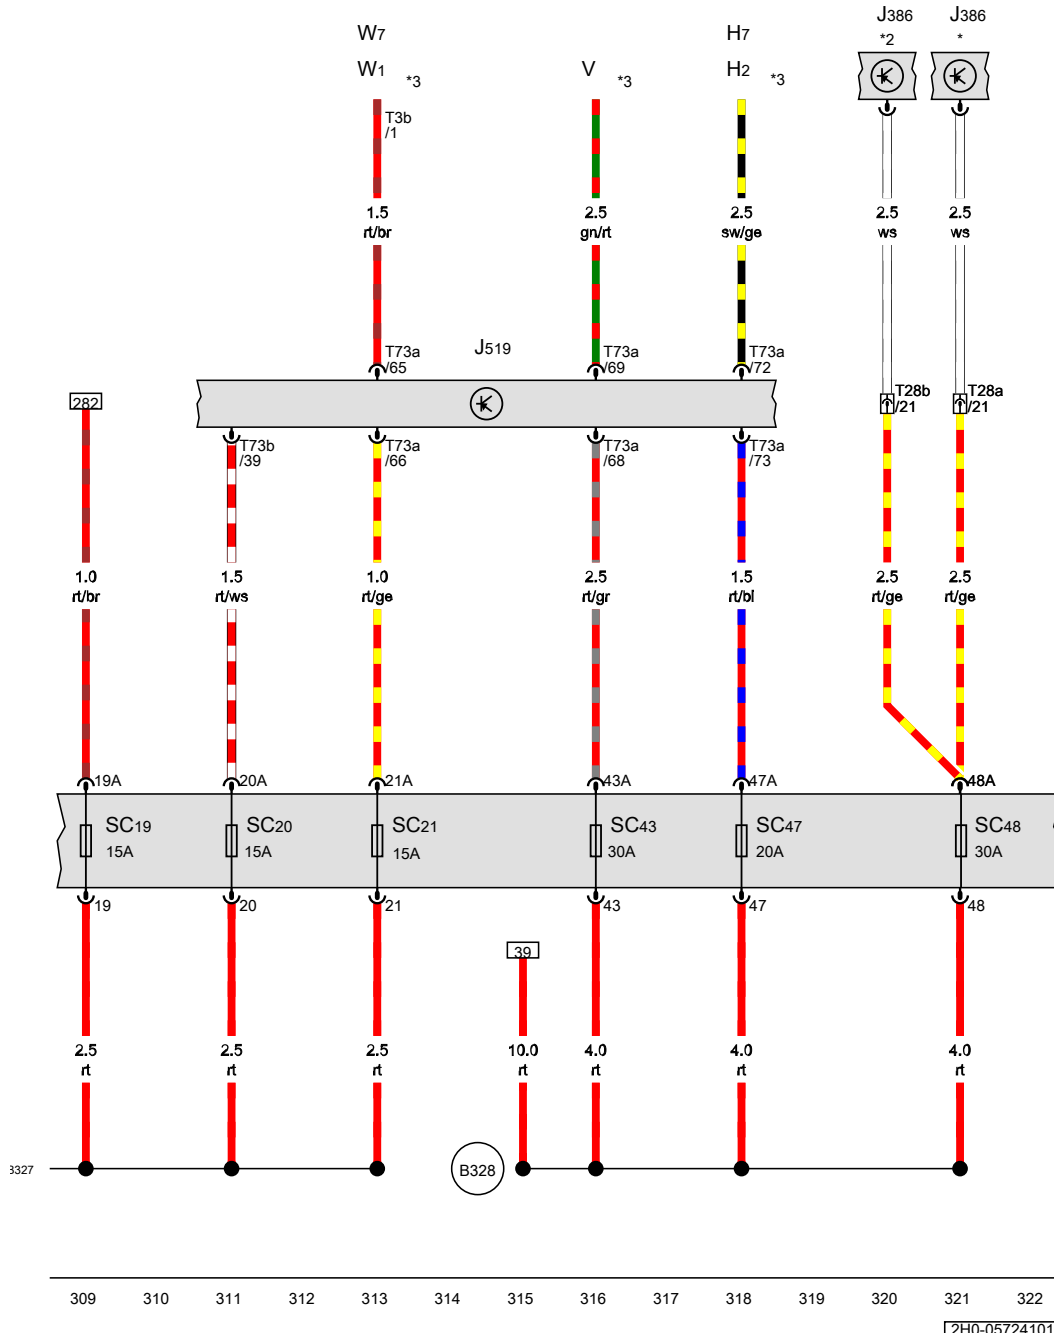 W7
H7
J386
J386
*2
*
W1
*3
V
*3
H2
*3
T3b
/1
1.5
rt/br
2.5
gn/rt
2.5
sw/ge
2.5
ws
2.5
ws
J519
T73a
/65
T73a
/69
T73a
/72
282
T28b
/21
T28a
/21
T73b
/39
T73a
/66
T73a
/68
T73a
/73
1.0
rt/br
1.5
rt/ws
1.0
rt/ge
2.5
rt/gr
1.5
rt/bl
2.5
rt/ge
2.5
rt/ge
19A
20A
21A
43A
47A
48A
SC19
15A
SC20
15A
SC21
15A
SC43
30A
SC47
20A
SC48
30A
19
20
21
43
47
48
39
2.5
rt
2.5
rt
2.5
rt
10.0
rt
4.0
rt
4.0
rt
4.0
rt
B327
B328
309 310 311 312 313 314 315 316 317 318 319 320 321 322
2H0-05724101